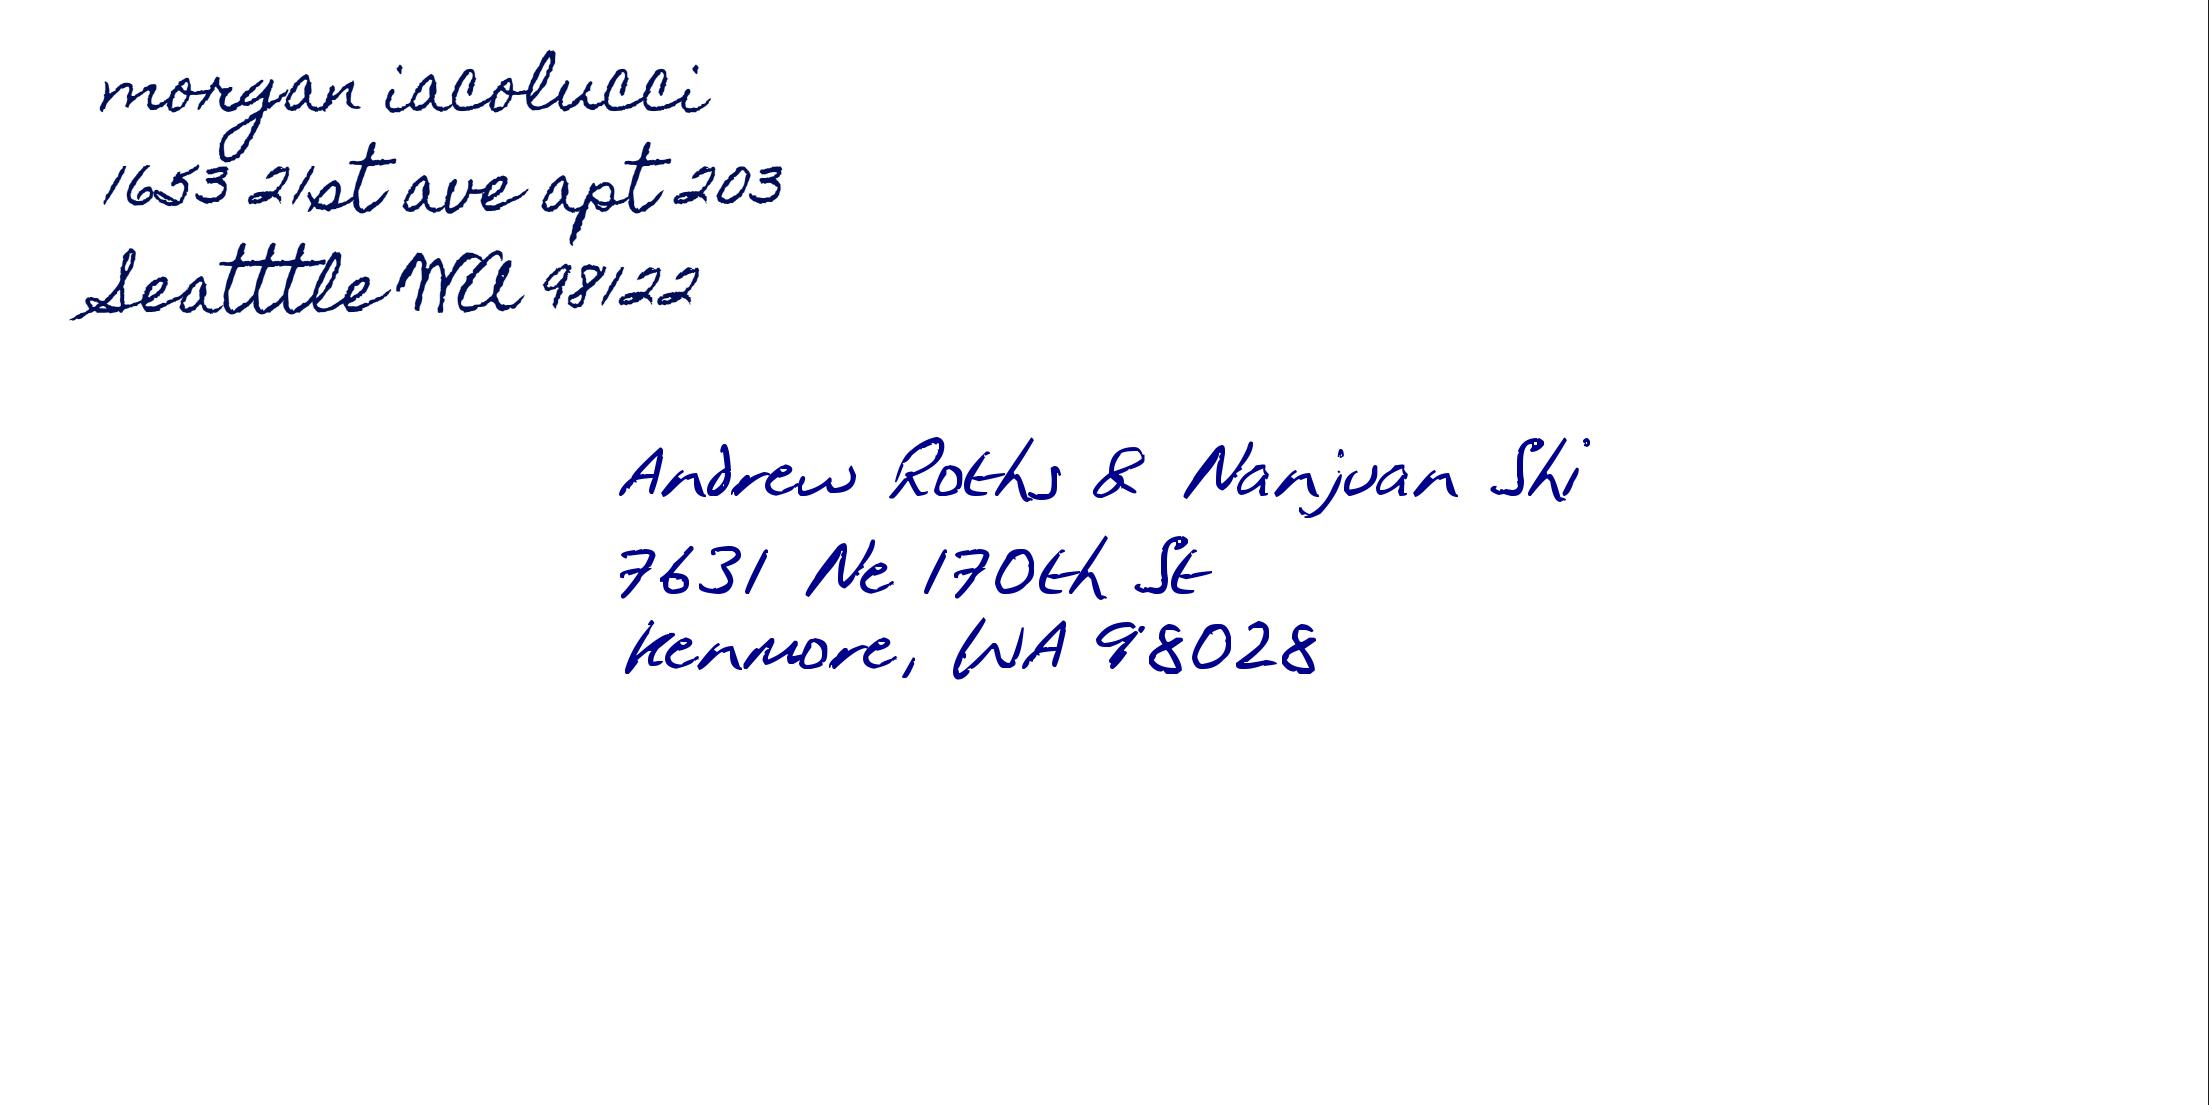 morgan iacolucci
1653 21st ave apt 203
Seatttle WA 98122
Andrew Roths & Nanjuan Shi
7631 Ne 170th St
Kenmore, WA 98028